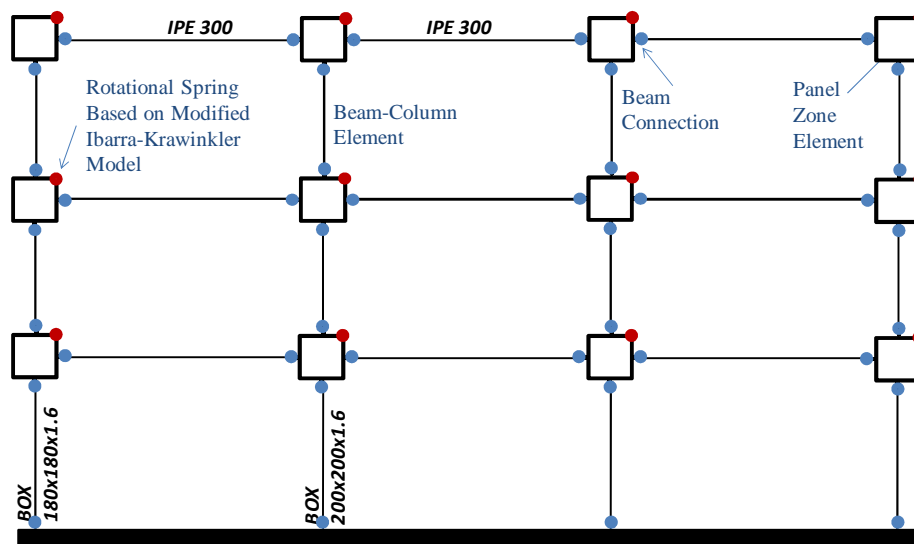 IPE 300
IPE 300
Rotational Spring
Based on Modified
Ibarra-Krawinkler
Model
Beam-Column
Element
Beam
Connection
Panel
Zone
Element
BOX
180x180x1.6
BOX
200x200x1.6